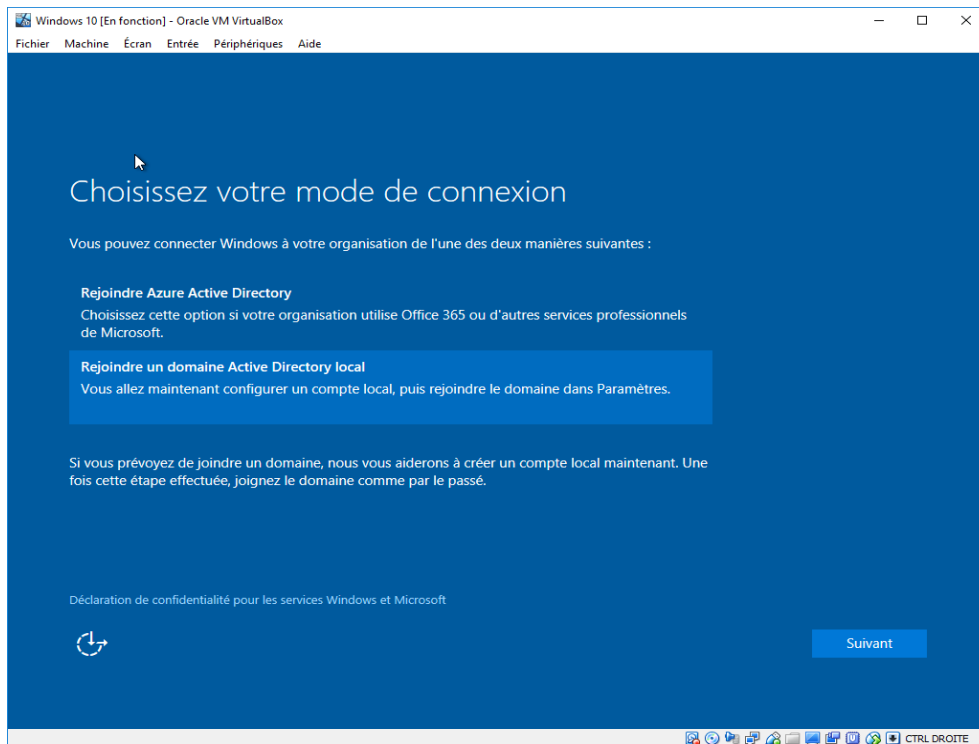 Windows 10 [En fonction] - Oracle VM VirtualBox
Fichier Machine Écran Entrée Périphériques Aide
Choisissez votre mode de connexion
Vous pouvez connecter Windows à votre organisation de l'une des deux manières suivantes :
Rejoindre Azure Active Directory
Choisissez cette option si votre organisation utilise Office 365 ou d'autres services professionnels
de Microsoft.
Rejoindre un domaine Active Directory local
Vous allez maintenant configurer un compte local, puis rejoindre le domaine dans Paramètres.
Si vous prévoyez de joindre un domaine, nous vous aiderons à créer un compte local maintenant. Une
fois cette étape effectuée, joignez le domaine comme par le passé.
Déclaration de confidentialité pour les services Windows et Microsoft
Suivant
CTRL DROITE